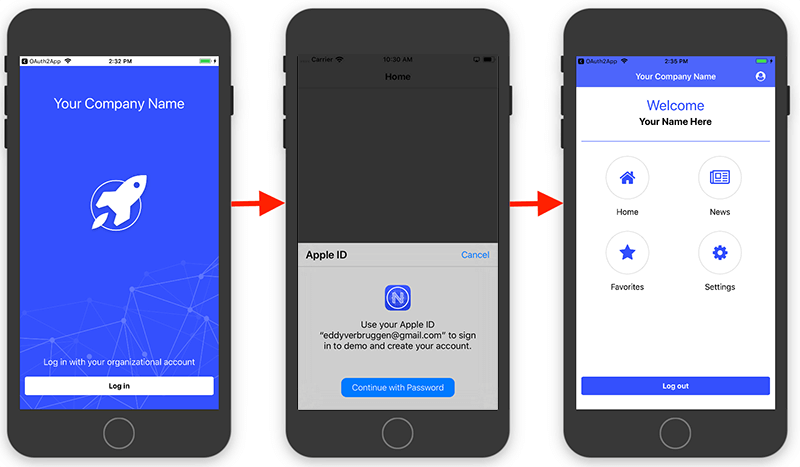 OAuth2App 2:32 PM
Your Company Name
Log in with your organizational account
Log in
Carrier 10:30 AM
Home
Apple ID Cancel
N
Use your Apple ID
“eddyverbruggen@gmail.com” to sign
in to demo and create your account.
Continue with Password
OAuth2App 2:35 PM
Your Company Name
Welcome
Your Name Here
Home News
Favorites Settings
Log out